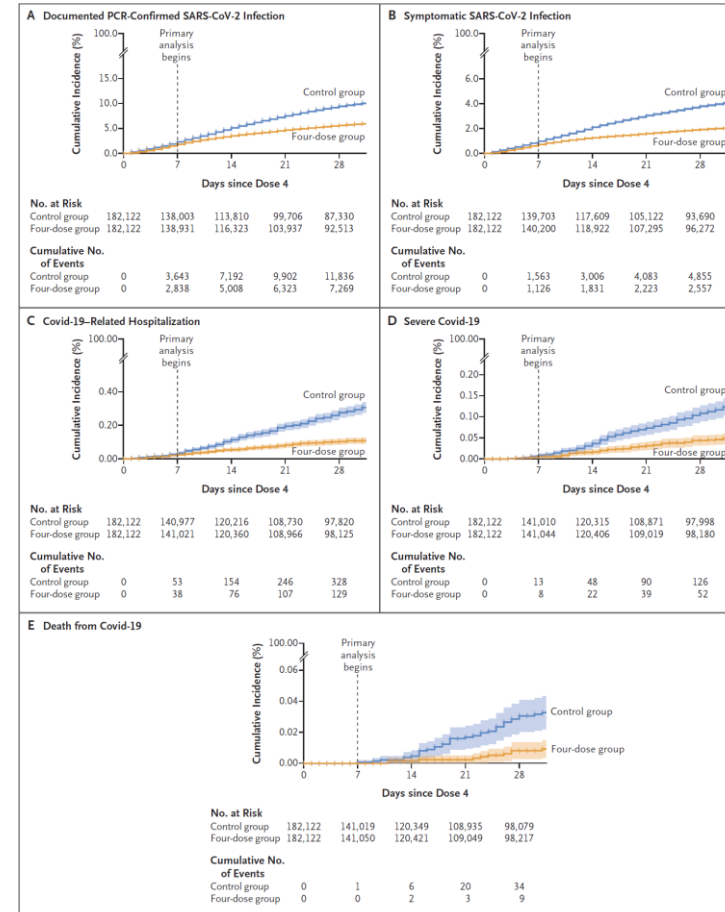 A Documented PCR-Confirmed SARS-CoV-2 Infection
Cumulative Incidence (%)
100.0
15.0
10.0
5.0
0.0
Primary
analysis
begins
Control group
Four-dose group
0 7 14 21 28
Days since Dose 4
No. at Risk
Control group 182,122 138,003 113,810 99,706 87,330
Four-dose group 182,122 138,931 116,323 103,937 92,513
Cumulative No.
of Events
Control group 0 3,643 7,192 9,902 11,836
Four-dose group 0 2,838 5,008 6,323 7,269
B Symptomatic SARS-CoV-2 Infection
Cumulative Incidence (%)
100.0
6.0
4.0
2.0
0.0
Primary
analysis
begins
Control group
Four-dose group
0 7 14 21 28
Days since Dose 4
No. at Risk
Control group 182,122 139,703 117,609 105,122 93,690
Four-dose group 182,122 140,200 118,922 107,295 96,272
Cumulative No.
of Events
Control group 0 1,563 3,006 4,083 4,855
Four-dose group 0 1,126 1,831 2,223 2,557
C Covid-19–Related Hospitalization
Cumulative Incidence (%)
100.00
0.40
0.20
0.00
Primary
analysis
begins
Control group
Four-dose group
0 7 14 21 28
Days since Dose 4
No. at Risk
Control group 182,122 140,977 120,216 108,730 97,820
Four-dose group 182,122 141,021 120,360 108,966 98,125
Cumulative No.
of Events
Control group 0 53 154 246 328
Four-dose group 0 38 76 107 129
D Severe Covid-19
Cumulative Incidence (%)
100.00
0.20
0.15
0.10
0.05
0.00
Primary
analysis
begins
Control group
Four-dose group
0 7 14 21 28
Days since Dose 4
No. at Risk
Control group 182,122 141,010 120,315 108,871 97,998
Four-dose group 182,122 141,044 120,406 109,019 98,180
Cumulative No.
of Events
Control group 0 13 48 90 126
Four-dose group 0 8 22 39 52
E Death from Covid-19
Cumulative Incidence (%)
100.00
0.06
0.04
0.02
0.00
Primary
analysis
begins
Control group
Four-dose group
0 7 14 21 28
Days since Dose 4
No. at Risk
Control group 182,122 141,019 120,349 108,935 98,079
Four-dose group 182,122 141,050 120,421 109,049 98,217
Cumulative No.
of Events
Control group 0 1 6 20 34
Four-dose group 0 0 2 3 9